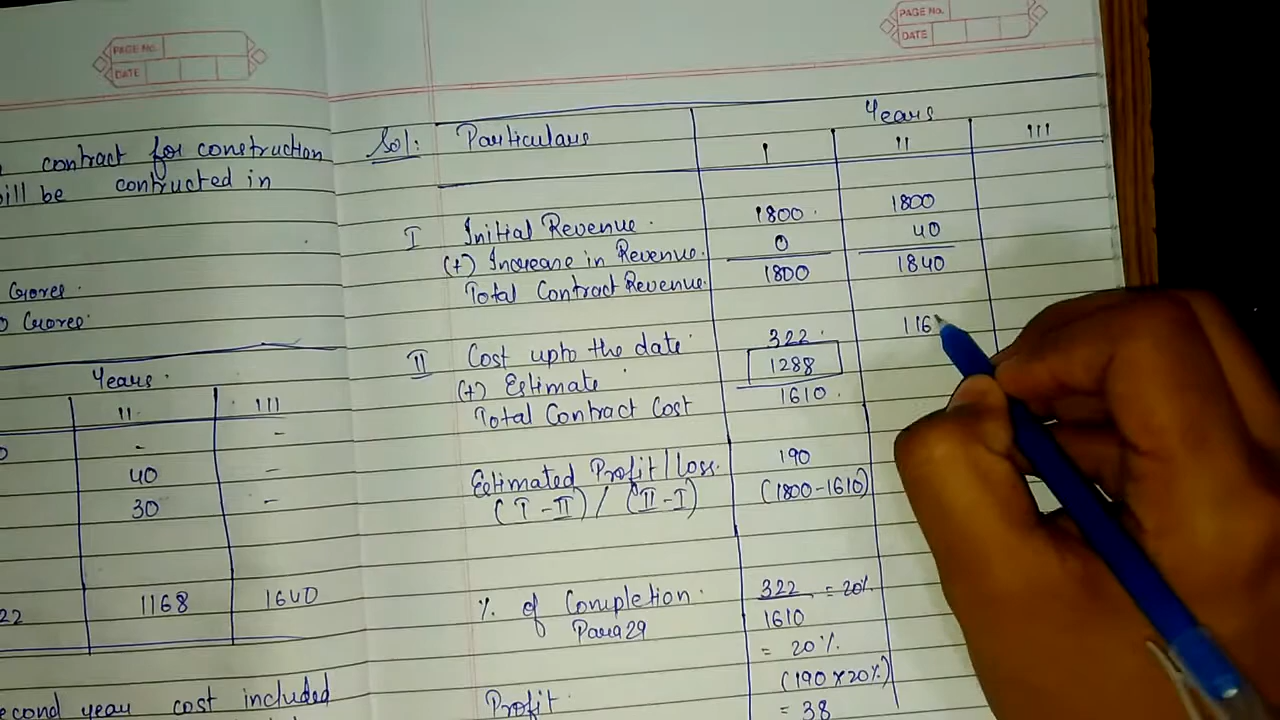 PAGE No.
DATE
contract for construction
will be contructed in
Crores.
Crores.
Years.
II. III
- -
40 -
30 -
22 1168 1640
second year cost included
PAGE No.
DATE
Sol: Particulars Years
I II III
I Initial Revenue. 1800. 1800
(+) Increase in Revenue. 0 40
Total Contract Revenue. 1800 1840
II Cost upto the date. 322. 116
(+) Estimate 1288
Total Contract Cost 1610.
Estimated Profit/Loss. 190
(I-II)/(II-I) (1800-1610)
% of Completion. 322 = 20%
Para 29 1610
= 20%
Profit. (190 x 20%)
= 38